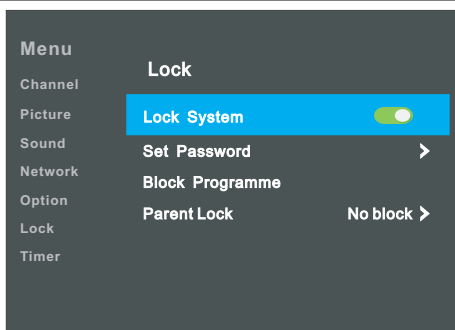 Menu
Channel
Picture
Sound
Network
Option
Lock
Timer
Lock
Lock System
Set Password
Block Programme
Parent Lock No block